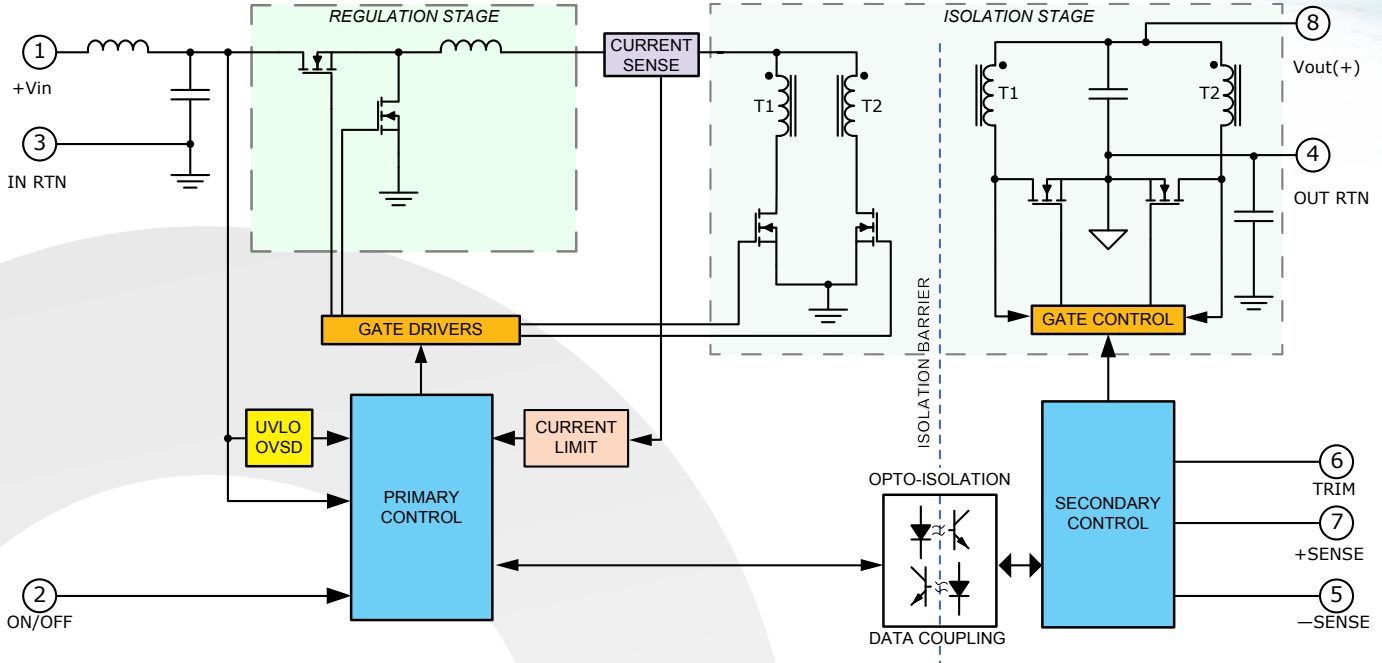 REGULATION STAGE
ISOLATION STAGE
1
+Vin
3
IN RTN
CURRENT
SENSE
T1
T2
T1
T2
8
Vout(+)
4
OUT RTN
GATE DRIVERS
GATE CONTROL
ISOLATION BARRIER
UVLO
OVSD
PRIMARY
CONTROL
CURRENT
LIMIT
OPTO-ISOLATION
DATA COUPLING
SECONDARY
CONTROL
6
TRIM
7
+SENSE
5
—SENSE
2
ON/OFF